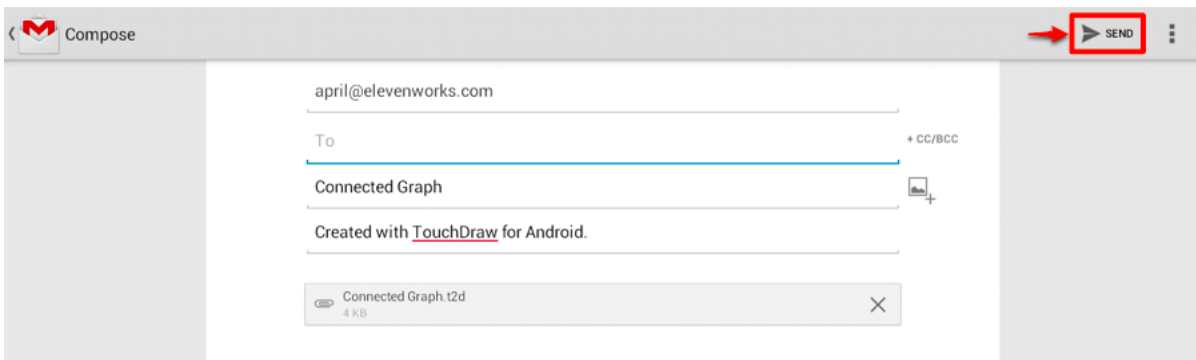 Compose
SEND
april@elevenworks.com
To
+ CC/BCC
Connected Graph
Created with TouchDraw for Android.
Connected Graph.t2d
4 KB